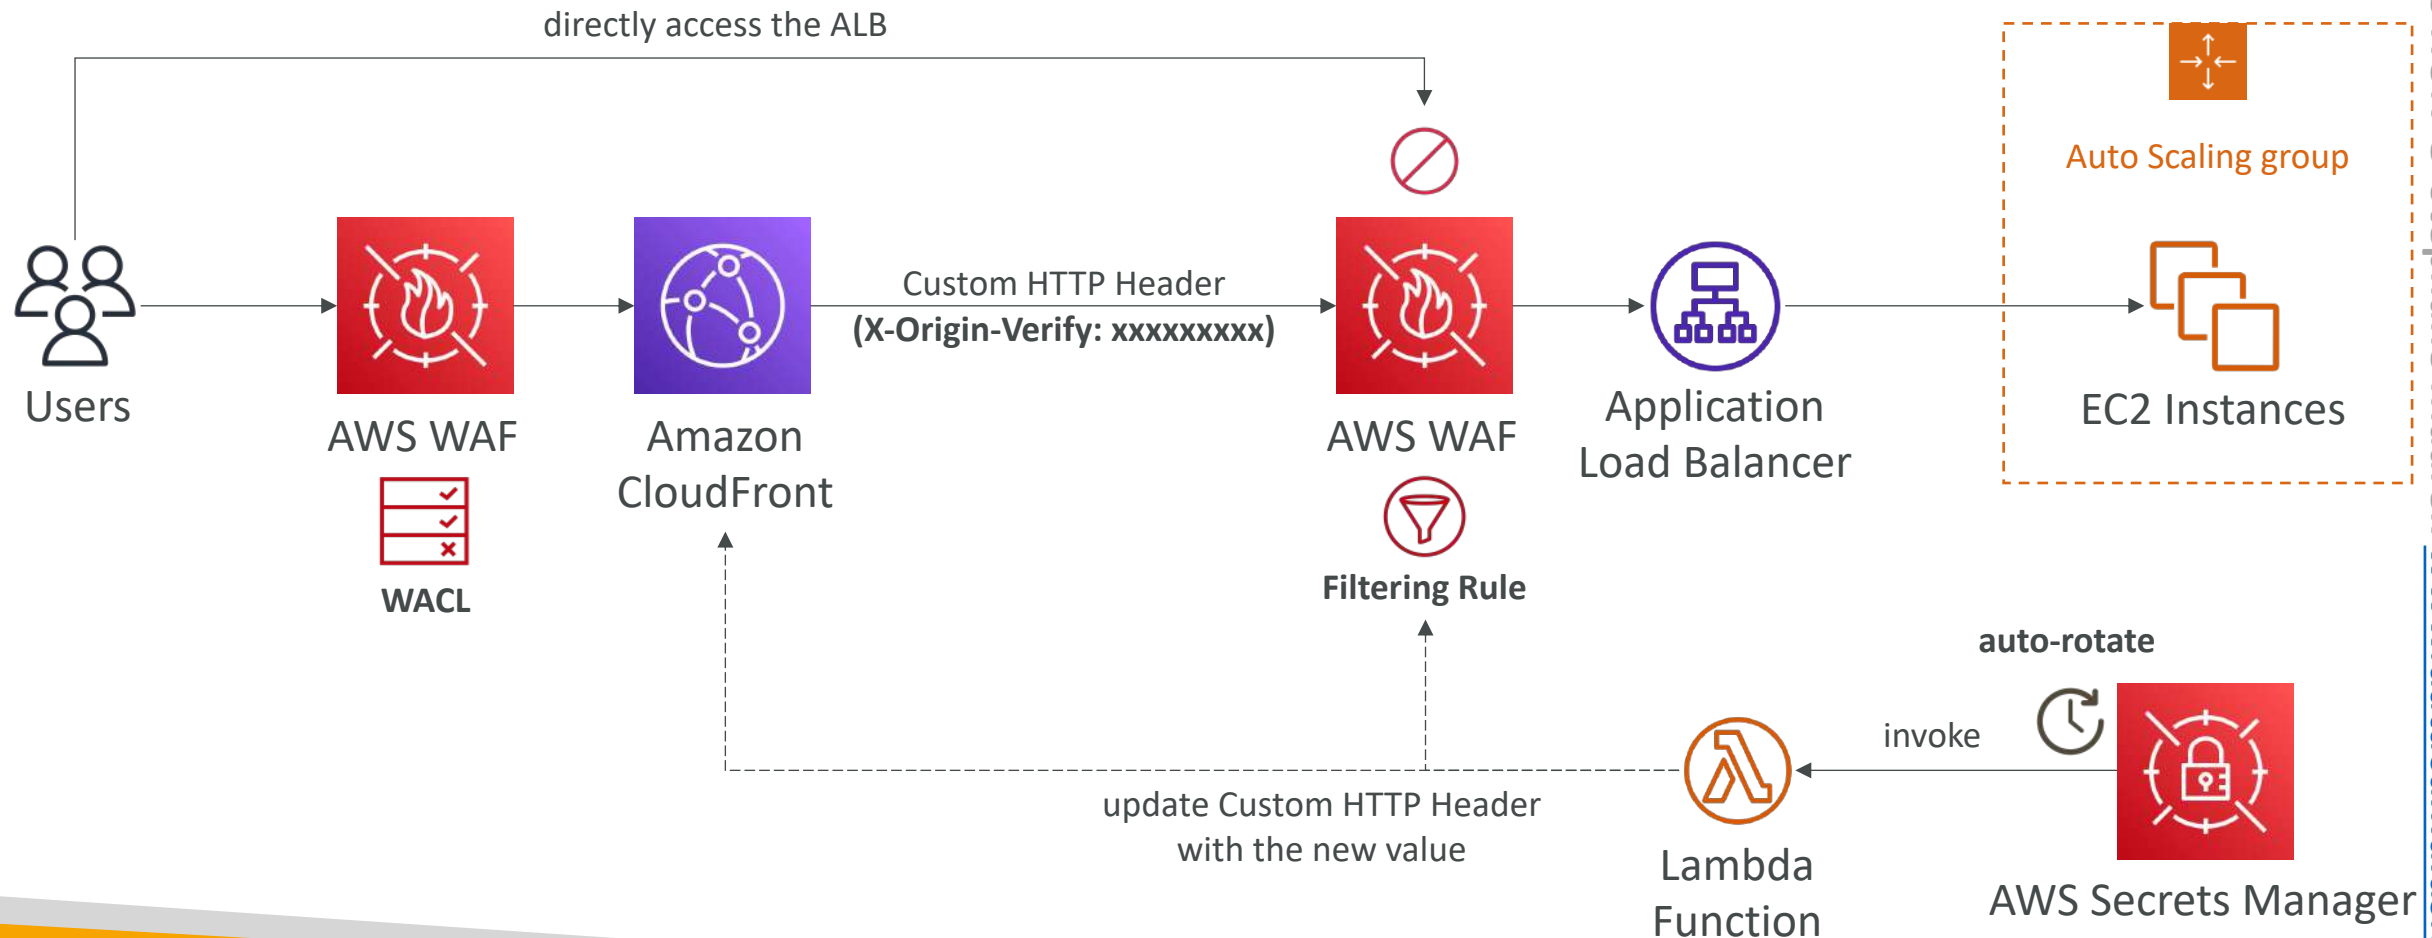 directly access the ALB
Auto Scaling group
Custom HTTP Header
(X-Origin-Verify: xxxxxxxxx)
Users
AWS WAF
WACL
Amazon
CloudFront
AWS WAF
Filtering Rule
Application
Load Balancer
EC2 Instances
auto-rotate
invoke
update Custom HTTP Header
with the new value
Lambda
Function
AWS Secrets Manager